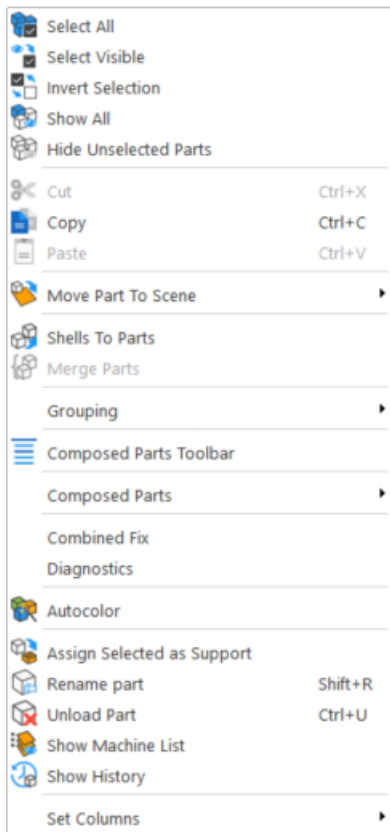 Select All
Select Visible
Invert Selection
Show All
Hide Unselected Parts
Cut Ctrl+X
Copy Ctrl+C
Paste Ctrl+V
Move Part To Scene
Shells To Parts
Merge Parts
Grouping
Composed Parts Toolbar
Composed Parts
Combined Fix
Diagnostics
Autocolor
Assign Selected as Support
Rename part Shift+R
Unload Part Ctrl+U
Show Machine List
Show History
Set Columns